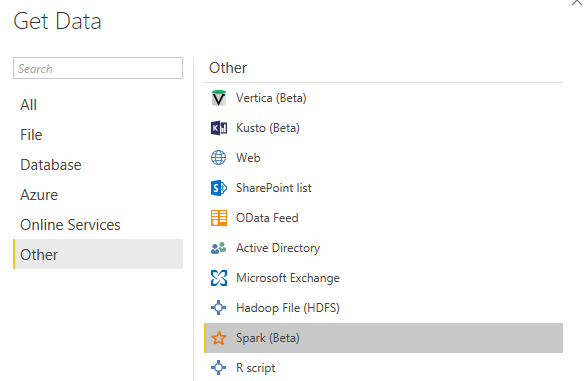 Get Data
Search
All
File
Database
Azure
Online Services
Other
Other
Vertica (Beta)
Kusto (Beta)
Web
SharePoint list
OData Feed
Active Directory
Microsoft Exchange
Hadoop File (HDFS)
Spark (Beta)
R script